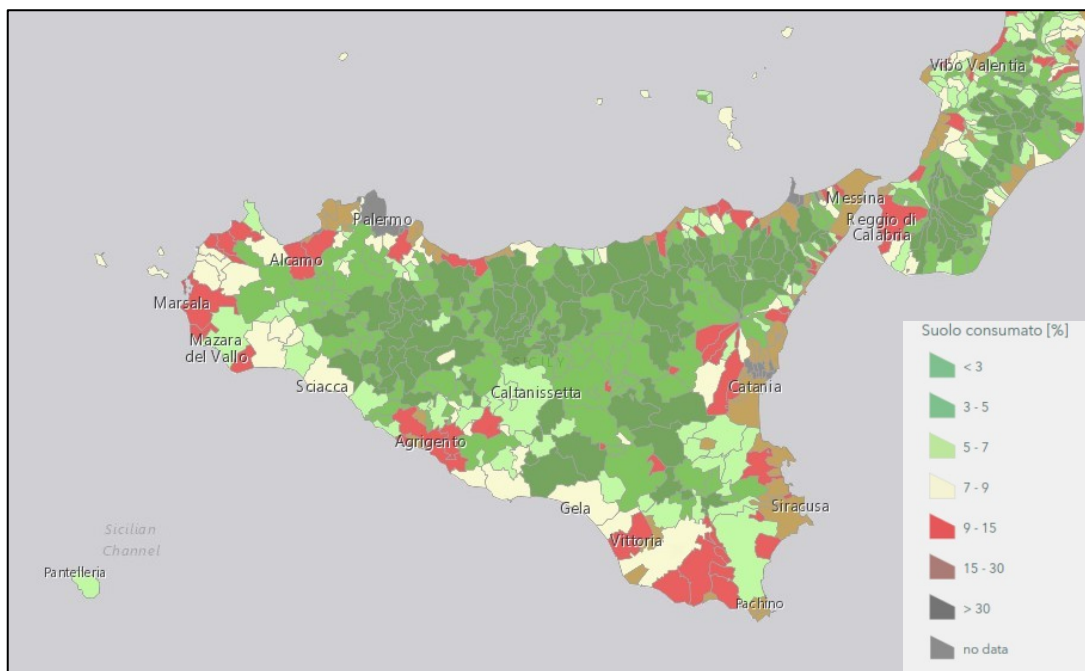 Vibo Valentia
Messina
Palermo
Reggio di
Calabria
Alcamo
Marsala
Mazara
del Vallo
Suolo consumato [%]
SICILY
< 3
Sciacca
Caltanissetta
Catania
3 - 5
Agrigento
5 - 7
7 - 9
Gela
Siracusa
9 - 15
Sicilian
Channel
Vittoria
15 - 30
Pantelleria
Pachino
> 30
no data